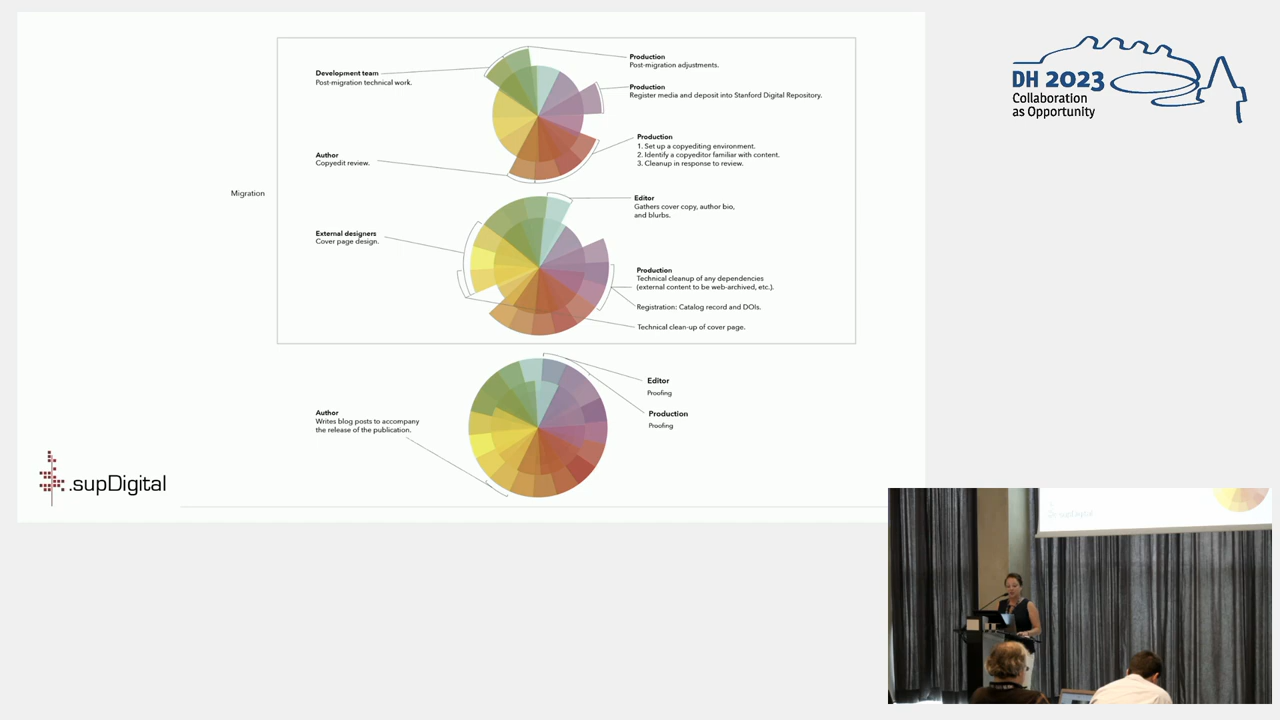 Production
Post-migration adjustments.
Development team
Post-migration technical work.
Production
Register media and deposit into Stanford Digital Repository.
Production
1. Set up a copyediting environment.
2. Identify a copyeditor familiar with content.
3. Cleanup in response to review.
Author
Copyedit review.
Migration
Editor
Gathers cover copy, author bio,
and blurbs.
External designers
Cover page design.
Production
Technical cleanup of any dependencies
(external content to be web-archived, etc.).
Registration: Catalog record and DOIs.
Technical clean-up of cover page.
Editor
Proofing
Production
Proofing
Author
Writes blog posts to accompany
the release of the publication.
.supDigital
DH 2023
Collaboration
as Opportunity